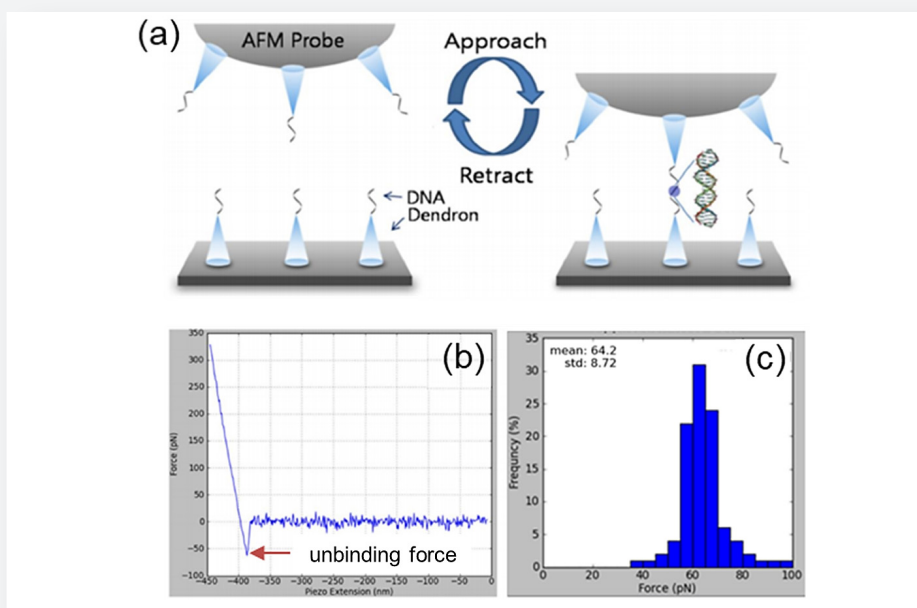 (a)
AFM Probe
Approach
Retract
DNA
Dendron
(b)
350
300
250
200
150
100
50
0
−50
−100
Force (pN)
unbinding force
−450 −400 −350 −300 −250 −200 −150 −100 −50 0
Piezo Extension (nm)
(c)
mean: 64.2
std: 8.72
35
30
25
20
15
10
5
0
Frequncy (%)
0 20 40 60 80 100
Force (pN)